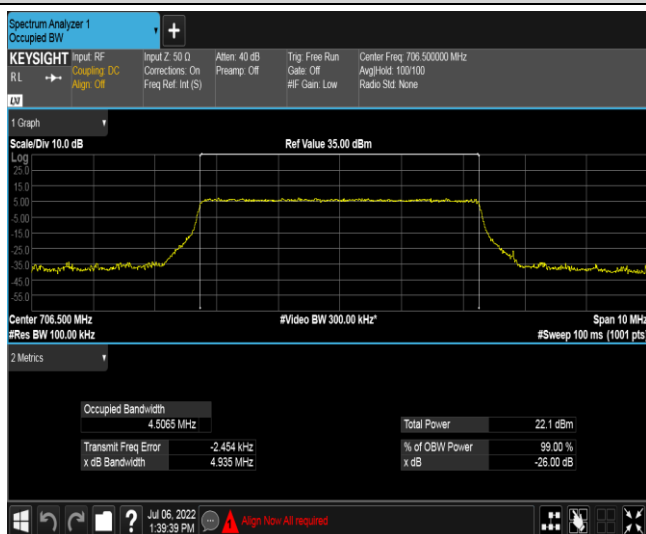 Spectrum Analyzer 1
Occupied BW
+
KEYSIGHT
R L
LXI
Input: RF
Coupling: DC
Align: Off
Input Z: 50 Ω
Corrections: On
Freq Ref: Int (S)
Atten: 40 dB
Preamp: Off
Trig: Free Run
Gate: Off
#IF Gain: Low
Center Freq: 706.500000 MHz
Avg|Hold: 100/100
Radio Std: None
1 Graph
Scale/Div 10.0 dB
Ref Value 35.00 dBm
Log
25.0
15.0
5.00
-5.00
-15.0
-25.0
-35.0
-45.0
-55.0
Center 706.500 MHz
#Video BW 300.00 kHz*
Span 10 MHz
#Res BW 100.00 kHz
#Sweep 100 ms (1001 pts)
2 Metrics
Occupied Bandwidth
4.5065 MHz
Total Power 22.1 dBm
Transmit Freq Error -2.454 kHz
% of OBW Power 99.00 %
x dB Bandwidth 4.935 MHz
x dB -26.00 dB
?
Jul 06, 2022
1:39:39 PM
Align Now All required